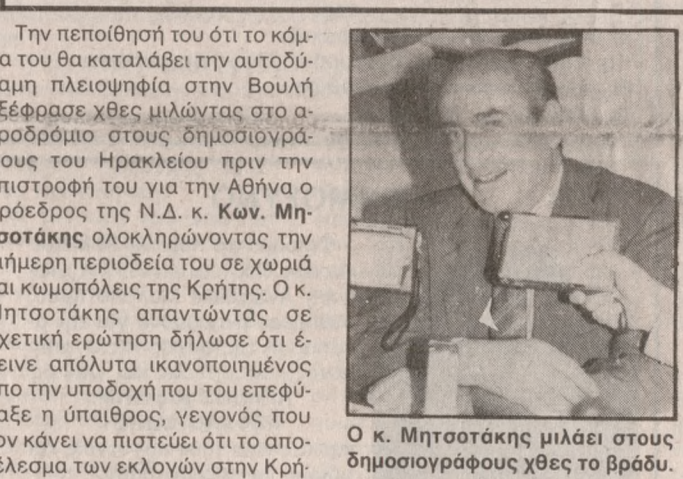 Την πεποίθησή του ότι το κόμ-
α του θα καταλάβει την αυτοδύ-
αμη πλειοψηφία στην Βουλή
ξέφρασε χθες μιλώντας στο α-
ροδρόμιο στους δημοσιογρά-
ους του Ηρακλείου πριν την
πιστροφή του για την Αθήνα ο
ρόεδρος της Ν.Δ. κ. Κων. Μη-
σοτάκης ολοκληρώνοντας την
ιήμερη περιοδεία του σε χωριά
αι κωμοπόλεις της Κρήτης. Ο κ.
Μητσοτάκης απαντώντας σε
χετική ερώτηση δήλωσε ότι έ-
εινε απόλυτα ικανοποιημένος
πο την υποδοχή που του επεφύ-
αξε η ύπαιθρος, γεγονός που
ον κάνει να πιστεύει ότι το απο-
έλεσμα των εκλογών στην Κρή-
Ο κ. Μητσοτάκης μιλάει στους
δημοσιογράφους χθες το βράδυ.